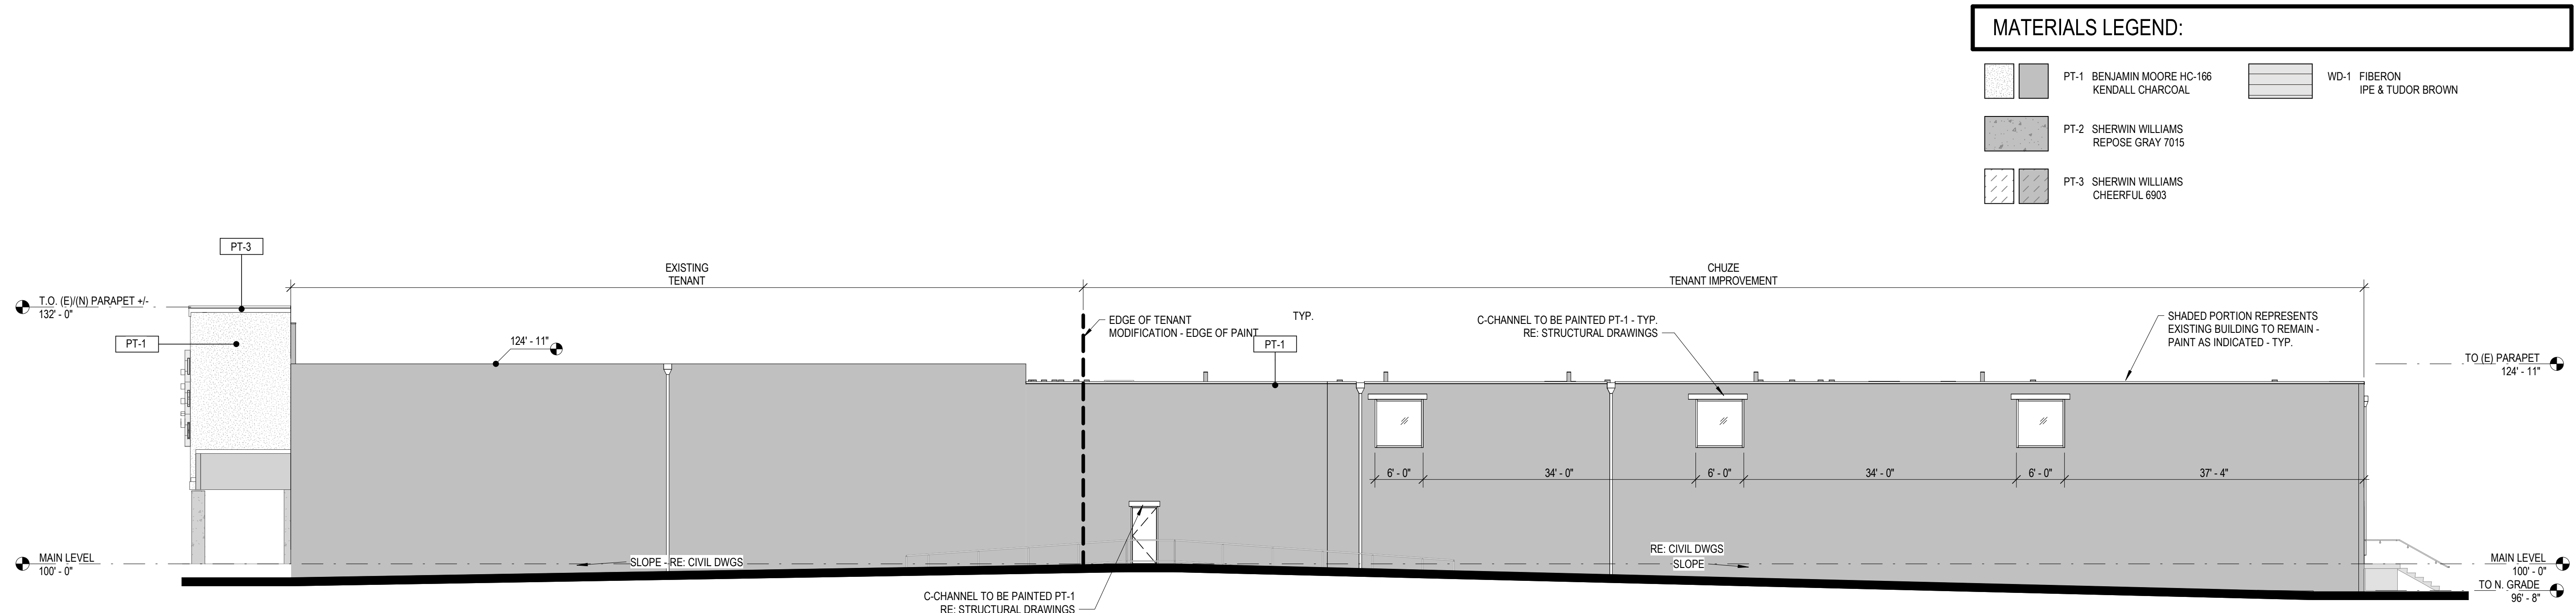 MATERIALS LEGEND:
PT-1 BENJAMIN MOORE HC-166
KENDALL CHARCOAL
WD-1 FIBERON
IPE & TUDOR BROWN
PT-2 SHERWIN WILLIAMS
REPOSE GRAY 7015
PT-3 SHERWIN WILLIAMS
CHEERFUL 6903
PT-3
EXISTING
TENANT
CHUZE
TENANT IMPROVEMENT
T.O. (E)/(N) PARAPET +/-
132' - 0"
PT-1
124' - 11"
EDGE OF TENANT
MODIFICATION - EDGE OF PAINT
TYP.
PT-1
C-CHANNEL TO BE PAINTED PT-1 - TYP.
RE: STRUCTURAL DRAWINGS
SHADED PORTION REPRESENTS
EXISTING BUILDING TO REMAIN -
PAINT AS INDICATED - TYP.
TO (E) PARAPET
124' - 11"
6' - 0"
34' - 0"
6' - 0"
34' - 0"
6' - 0"
37' - 4"
MAIN LEVEL
100' - 0"
SLOPE - RE: CIVIL DWGS
RE: CIVIL DWGS
SLOPE
MAIN LEVEL
100' - 0"
TO N. GRADE
96' - 8"
C-CHANNEL TO BE PAINTED PT-1
RE: STRUCTURAL DRAWINGS